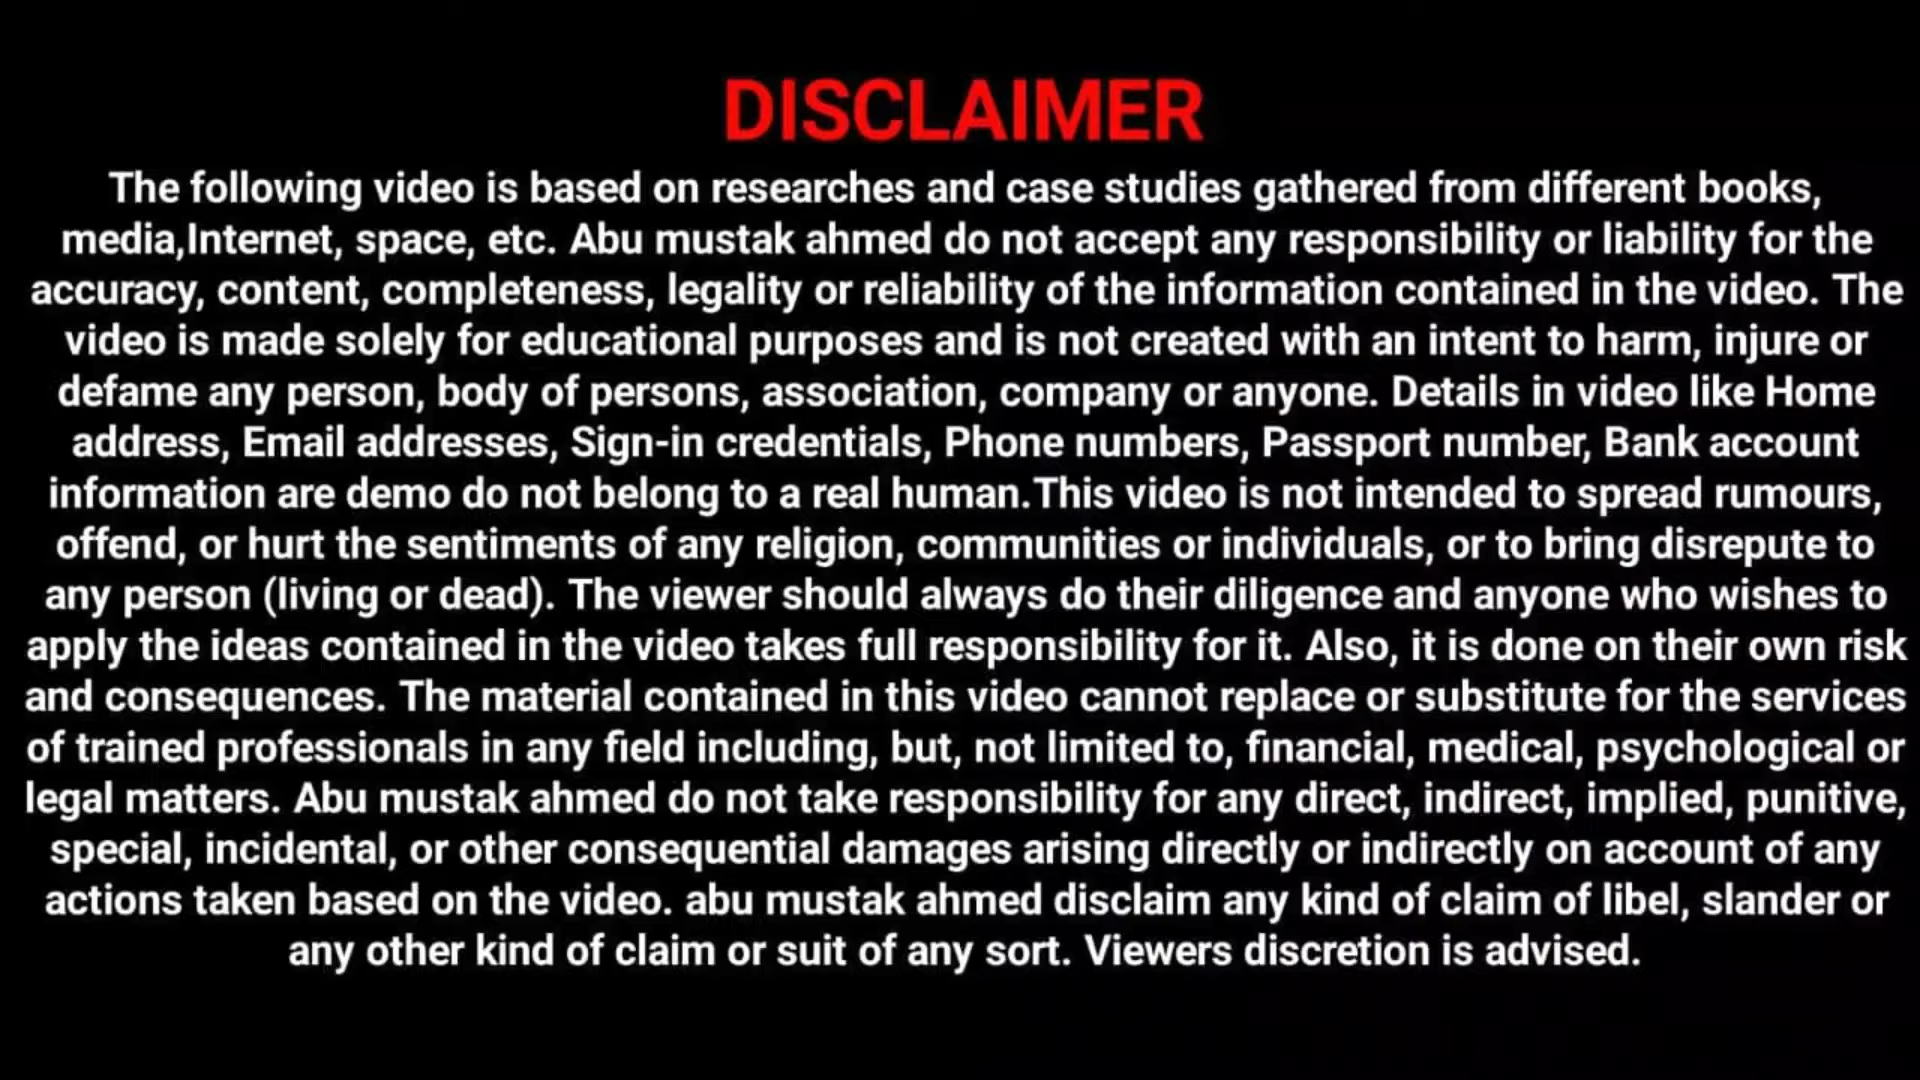 DISCLAIMER
The following video is based on researches and case studies gathered from different books,
media,Internet, space, etc. Abu mustak ahmed do not accept any responsibility or liability for the
accuracy, content, completeness, legality or reliability of the information contained in the video. The
video is made solely for educational purposes and is not created with an intent to harm, injure or
defame any person, body of persons, association, company or anyone. Details in video like Home
address, Email addresses, Sign-in credentials, Phone numbers, Passport number, Bank account
information are demo do not belong to a real human.This video is not intended to spread rumours,
offend, or hurt the sentiments of any religion, communities or individuals, or to bring disrepute to
any person (living or dead). The viewer should always do their diligence and anyone who wishes to
apply the ideas contained in the video takes full responsibility for it. Also, it is done on their own risk
and consequences. The material contained in this video cannot replace or substitute for the services
of trained professionals in any field including, but, not limited to, financial, medical, psychological or
legal matters. Abu mustak ahmed do not take responsibility for any direct, indirect, implied, punitive,
special, incidental, or other consequential damages arising directly or indirectly on account of any
actions taken based on the video. abu mustak ahmed disclaim any kind of claim of libel, slander or
any other kind of claim or suit of any sort. Viewers discretion is advised.